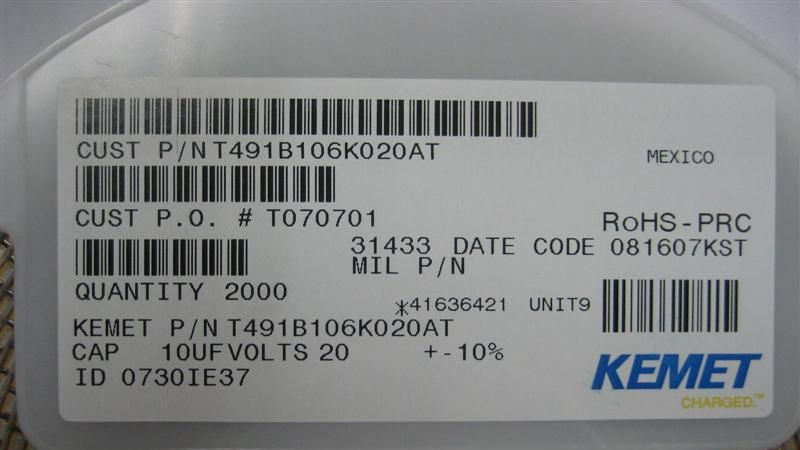 CUST P/N T491B106K020AT
MEXICO
CUST P.O. # T070701
RoHS-PRC
31433 DATE CODE 081607KST
MIL P/N
QUANTITY 2000
*41636421 UNIT9
KEMET P/N T491B106K020AT
CAP 10UF VOLTS 20 +-10%
ID 0730IE37
KEMET
CHARGED.™